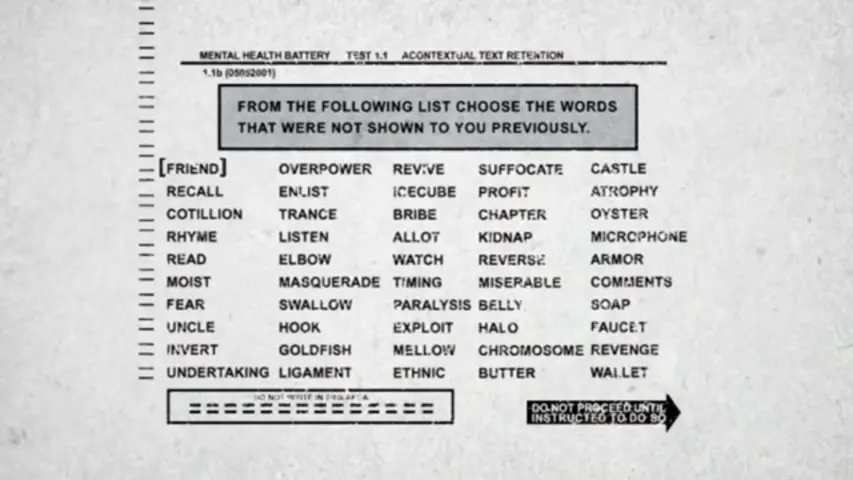 MENTAL HEALTH BATTERY TEST 1.1 ACONTEXTUAL TEXT RETENTION
1.1b (05052001)
FROM THE FOLLOWING LIST CHOOSE THE WORDS
THAT WERE NOT SHOWN TO YOU PREVIOUSLY.
[FRIEND] OVERPOWER REVIVE SUFFOCATE CASTLE
RECALL ENLIST ICECUBE PROFIT ATROPHY
COTILLION TRANCE BRIBE CHAPTER OYSTER
RHYME LISTEN ALLOT KIDNAP MICROPHONE
READ ELBOW WATCH REVERSE ARMOR
MOIST MASQUERADE TIMING MISERABLE COMMENTS
FEAR SWALLOW PARALYSIS BELLY SOAP
UNCLE HOOK EXPLOIT HALO FAUCET
INVERT GOLDFISH MELLOW CHROMOSOME REVENGE
UNDERTAKING LIGAMENT ETHNIC BUTTER WALLET
DO NOT WRITE IN THIS AREA
DO NOT PROCEED UNTIL
INSTRUCTED TO DO SO